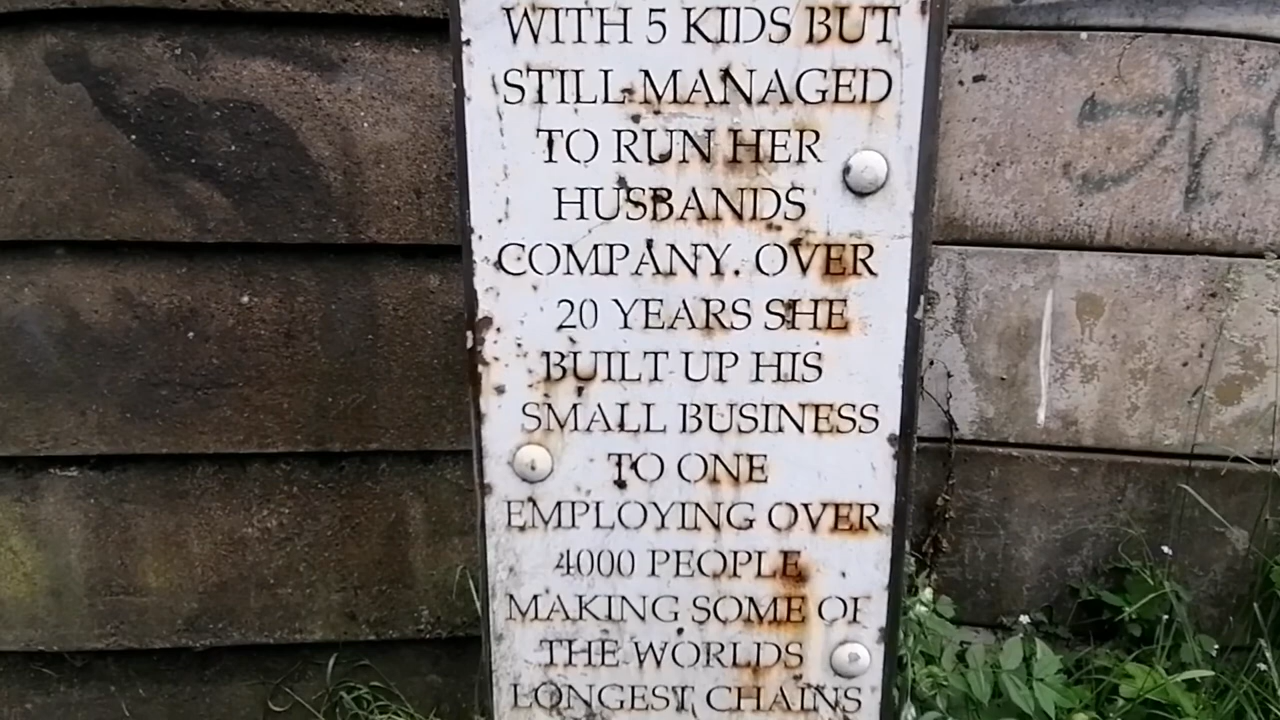 WITH 5 KIDS BUT
STILL MANAGED
TO RUN HER
HUSBANDS
COMPANY. OVER
20 YEARS SHE
BUILT UP HIS
SMALL BUSINESS
TO ONE
EMPLOYING OVER
4000 PEOPLE
MAKING SOME OF
THE WORLDS
LONGEST CHAINS